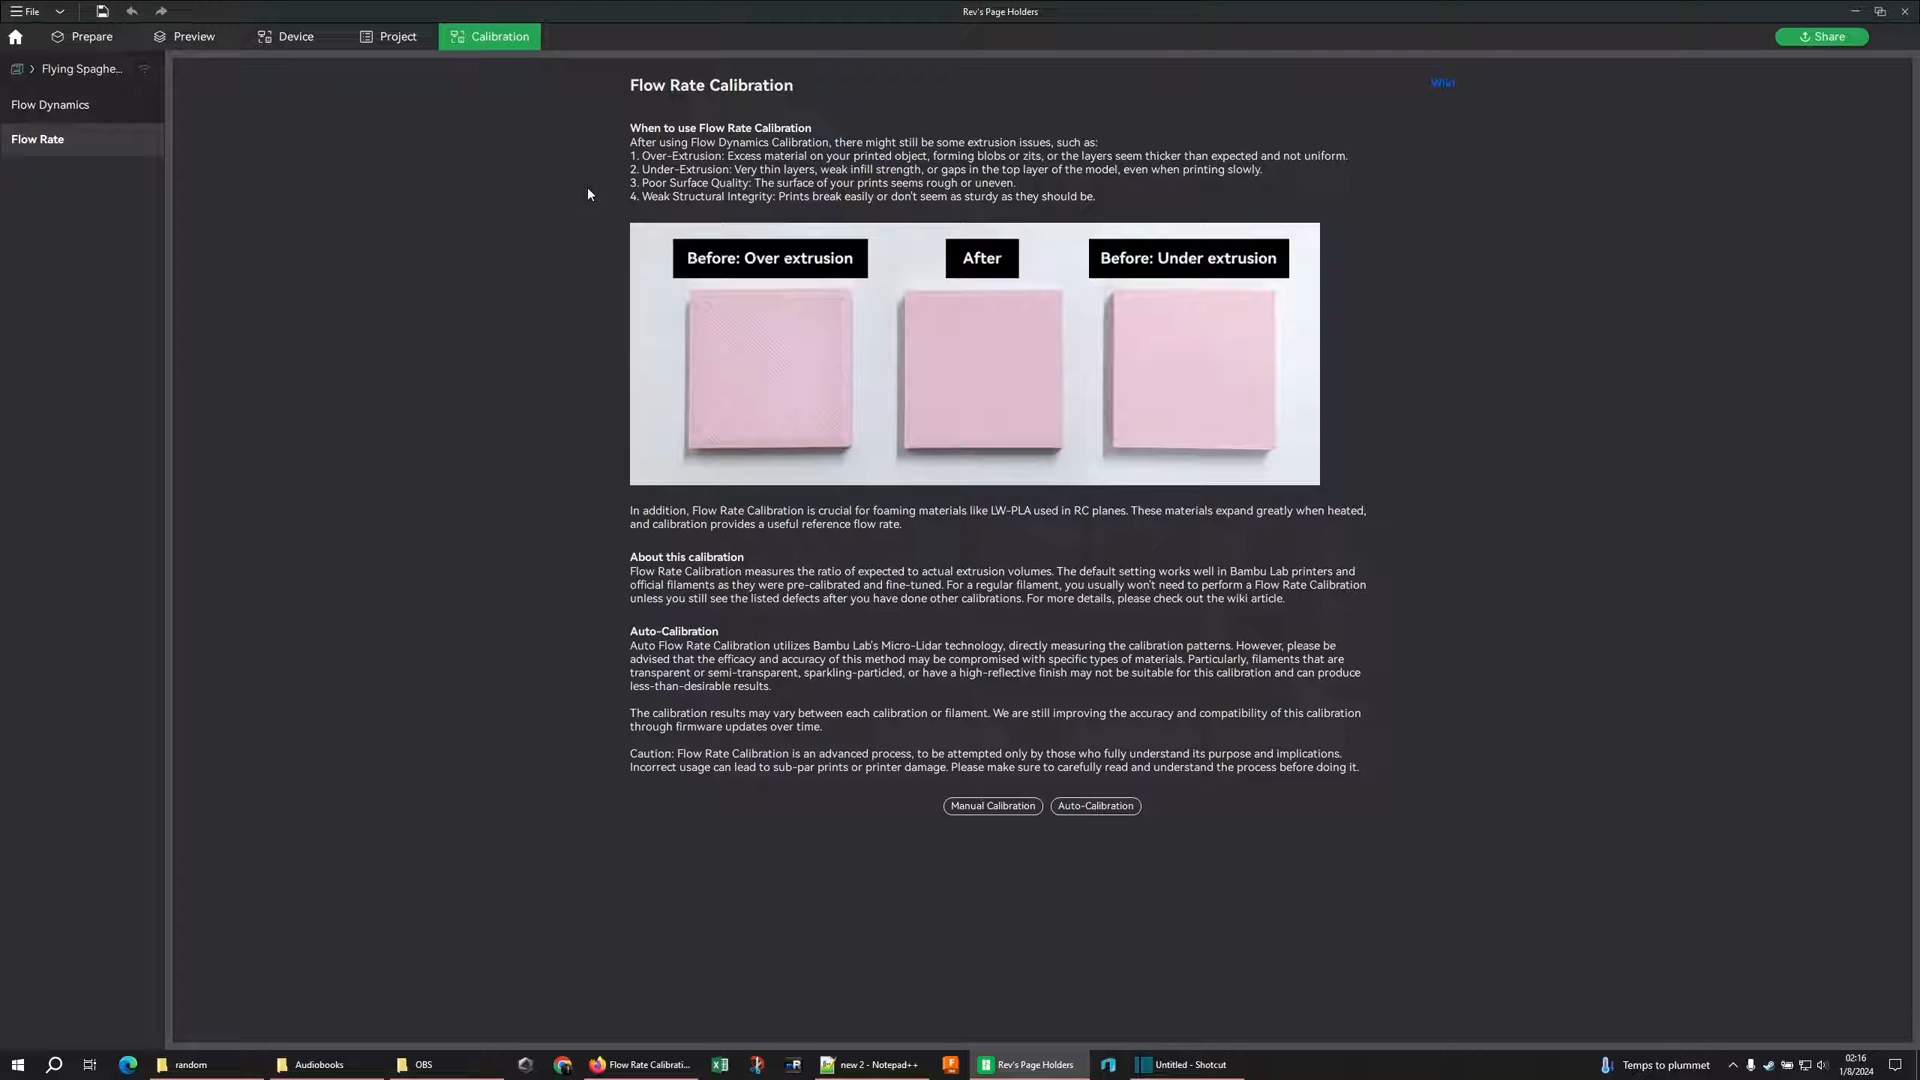 File
Rev's Page Holders
Prepare
Preview
Device
Project
Calibration
Share
Flying Spaghe...
Flow Dynamics
Flow Rate
Flow Rate Calibration
Wiki
When to use Flow Rate Calibration
After using Flow Dynamics Calibration, there might still be some extrusion issues, such as:
1. Over-Extrusion: Excess material on your printed object, forming blobs or zits, or the layers seem thicker than expected and not uniform.
2. Under-Extrusion: Very thin layers, weak infill strength, or gaps in the top layer of the model, even when printing slowly.
3. Poor Surface Quality: The surface of your prints seems rough or uneven.
4. Weak Structural Integrity: Prints break easily or don't seem as sturdy as they should be.
Before: Over extrusion
After
Before: Under extrusion
In addition, Flow Rate Calibration is crucial for foaming materials like LW-PLA used in RC planes. These materials expand greatly when heated,
and calibration provides a useful reference flow rate.
About this calibration
Flow Rate Calibration measures the ratio of expected to actual extrusion volumes. The default setting works well in Bambu Lab printers and
official filaments as they were pre-calibrated and fine-tuned. For a regular filament, you usually won't need to perform a Flow Rate Calibration
unless you still see the listed defects after you have done other calibrations. For more details, please check out the wiki article.
Auto-Calibration
Auto Flow Rate Calibration utilizes Bambu Lab's Micro-Lidar technology, directly measuring the calibration patterns. However, please be
advised that the efficacy and accuracy of this method may be compromised with specific types of materials. Particularly, filaments that are
transparent or semi-transparent, sparkling-particled, or have a high-reflective finish may not be suitable for this calibration and can produce
less-than-desirable results.
The calibration results may vary between each calibration or filament. We are still improving the accuracy and compatibility of this calibration
through firmware updates over time.
Caution: Flow Rate Calibration is an advanced process, to be attempted only by those who fully understand its purpose and implications.
Incorrect usage can lead to sub-par prints or printer damage. Please make sure to carefully read and understand the process before doing it.
Manual Calibration
Auto-Calibration
random
Audiobooks
OBS
Flow Rate Calibrati...
new 2 - Notepad++
Rev's Page Holders
Untitled - Shotcut
Temps to plummet
02:16
1/8/2024